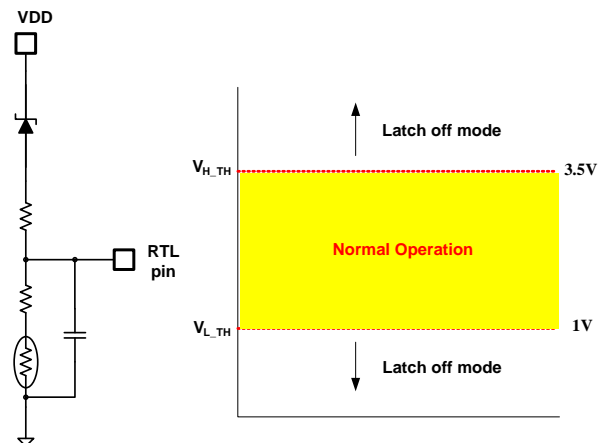 VDD
RTL
pin
Latch off mode
V_H_TH
3.5V
Normal Operation
V_L_TH
1V
Latch off mode